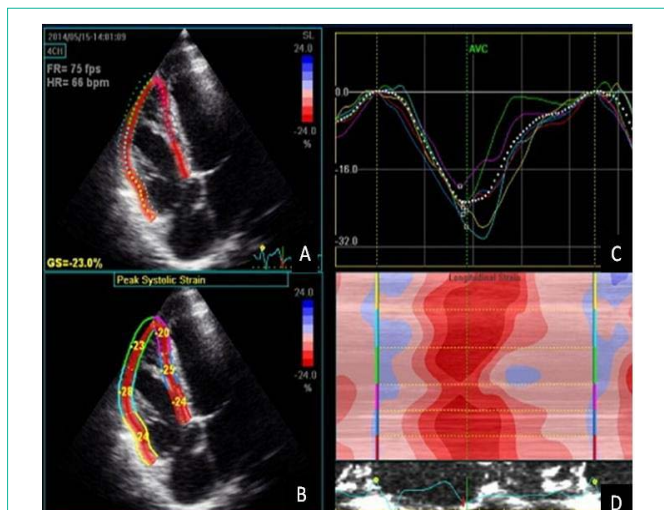 2014/05/15-14:01:09
4CH
FR= 75 fps
HR= 66 bpm
SL
24.0
-24.0
%
A
GS=-23.0%
AVC
0.0
-16.0
-32.0
C
Peak Systolic Strain
24.0
-24.0
%
-23
-20
-28
-25
-24
-24
B
Longitudinal Strain
D